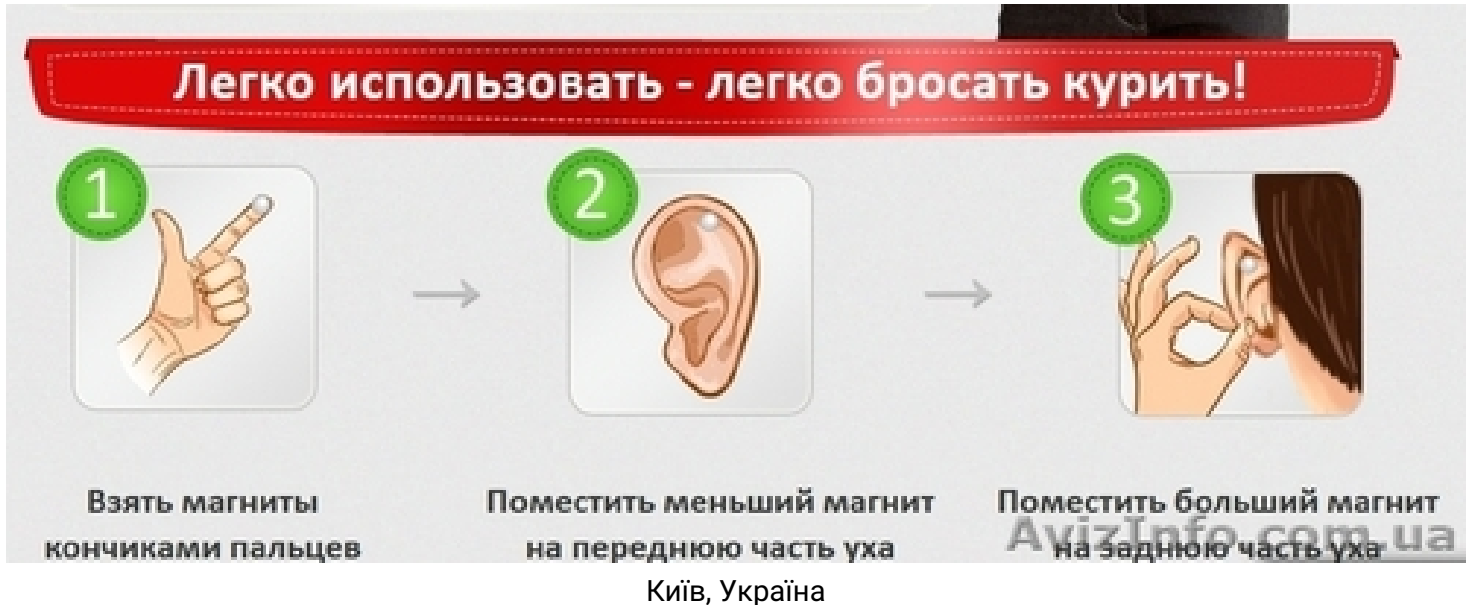 Легко использовать - легко бросать курить!
1
2
3
Взять магниты
кончиками пальцев
Поместить меньший магнит
на переднюю часть уха
Поместить больший магнит
на заднюю часть уха
AvizInfo.com.ua
Київ, Україна